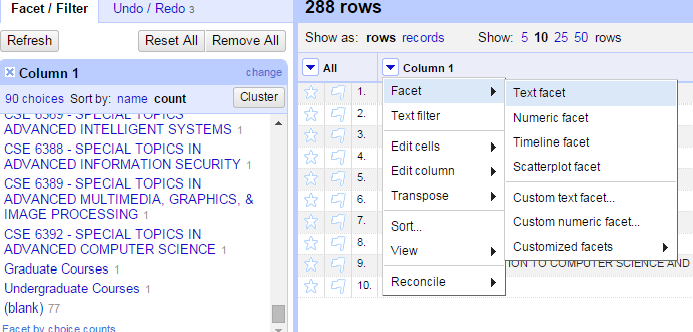 Facet / Filter
Undo / Redo 3
Refresh
Reset All
Remove All
Column 1
change
90 choices Sort by: name count
Cluster
CSE 6369 - SPECIAL TOPICS
ADVANCED INTELLIGENT SYSTEMS 1
CSE 6388 - SPECIAL TOPICS IN
ADVANCED INFORMATION SECURITY 1
CSE 6389 - SPECIAL TOPICS IN
ADVANCED MULTIMEDIA, GRAPHICS, &
IMAGE PROCESSING 1
CSE 6392 - SPECIAL TOPICS IN
ADVANCED COMPUTER SCIENCE 1
Graduate Courses 1
Undergraduate Courses 1
(blank) 77
Facet by choice counts
288 rows
Show as: rows records
Show: 5 10 25 50 rows
All
Column 1
1.
2.
3.
4.
5.
6.
7.
8.
9.
ION TO COMPUTER SCIENCE AND
10.
Facet
Text filter
Edit cells
Edit column
Transpose
Sort...
View
Reconcile
Text facet
Numeric facet
Timeline facet
Scatterplot facet
Custom text facet...
Custom numeric facet...
Customized facets